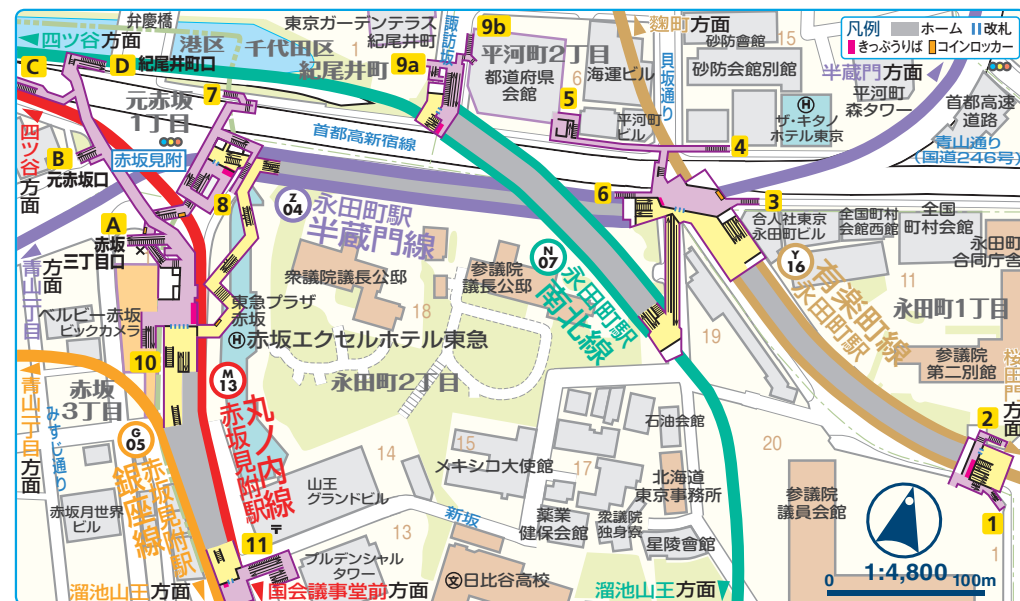 弁慶橋
四ツ谷方面
港区
千代田区
東京ガーデンテラス
紀尾井町
1
紀尾井町
諏訪坂
9b
9a
平河町2丁目
都道府県
会館
6
海運ビル
5
平河町
ビル
麴町方面
貝坂通り
砂防會館
15
砂防会館別館
半蔵門方面
凡例
ホーム
改札
きっぷうりば
コインロッカー
H
ザ・キタノ
ホテル東京
平河町
森タワー
首都高速
道路
青山通り
(国道246号)
C
D
紀尾井町口
7
元赤坂
1丁目
四ツ谷
方面
B
元赤坂口
赤坂見附
首都高新宿線
4
8
6
3
A
赤坂
三丁目口
Z
04
永田町駅
半蔵門線
合人社東京
永田町ビル
全国町村
会館西館
全国
町村会館
永田町
合同庁舎
青山一丁目
方面
衆議院議長公邸
18
参議院
議長公邸
N
07
永田町駅
南北線
Y
16
有楽町線
永田町駅
11
永田町1丁目
参議院
第二別館
桜田門
方面
ベルビー赤坂
ビックカメラ
東急プラザ
赤坂
H
赤坂エクセルホテル東急
19
10
M
13
丸ノ内線
赤坂見附駅
永田町2丁目
赤坂
3丁目
みすじ通り
青山一丁目
方面
G
05
銀座線
赤坂見附駅
赤坂月世界
ビル
14
山王
グランドビル
15
メキシコ大使館
17
石油会館
20
2
北海道
東京事務所
参議院
議員会館
新坂
薬業
健保会館
衆議院
独身寮
星陵會館
11
〒
13
プルデンシャル
タワー
文
日比谷高校
1
1
溜池山王方面
国会議事堂前方面
溜池山王方面
1:4,800
0
100m